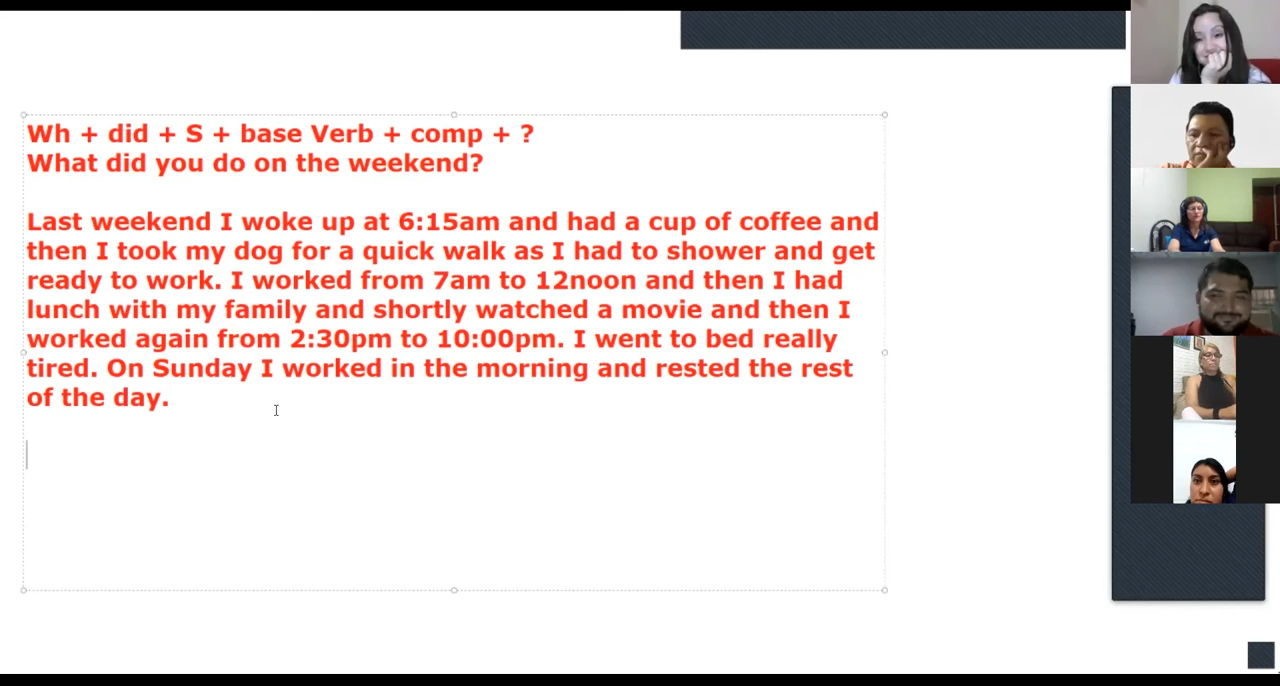 Wh + did + S + base Verb + comp + ?
What did you do on the weekend?
Last weekend I woke up at 6:15am and had a cup of coffee and
then I took my dog for a quick walk as I had to shower and get
ready to work. I worked from 7am to 12noon and then I had
lunch with my family and shortly watched a movie and then I
worked again from 2:30pm to 10:00pm. I went to bed really
tired. On Sunday I worked in the morning and rested the rest
of the day.